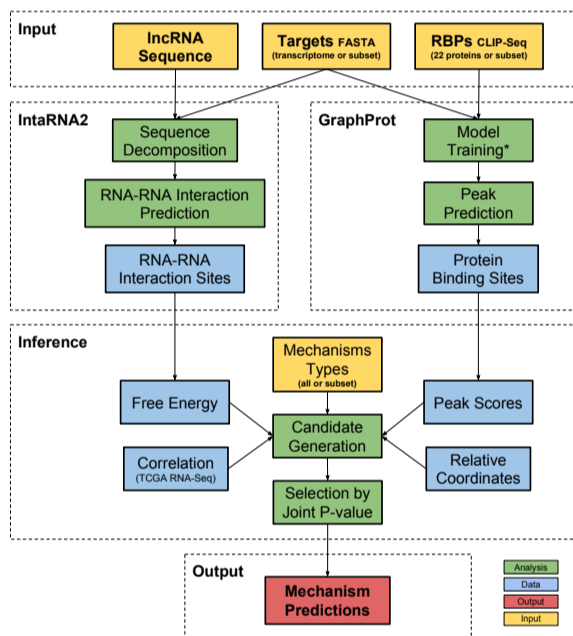 Input
lncRNA
Sequence
Targets FASTA
(transcriptome or subset)
RBPs CLIP-Seq
(22 proteins or subset)
IntaRNA2
GraphProt
Sequence
Decomposition
Model
Training*
RNA-RNA Interaction
Prediction
Peak
Prediction
RNA-RNA
Interaction Sites
Protein
Binding Sites
Inference
Mechanisms
Types
(all or subset)
Free Energy
Peak Scores
Candidate
Generation
Correlation
(TCGA RNA-Seq)
Relative
Coordinates
Selection by
Joint P-value
Output
Mechanism
Predictions
Analysis
Data
Output
Input